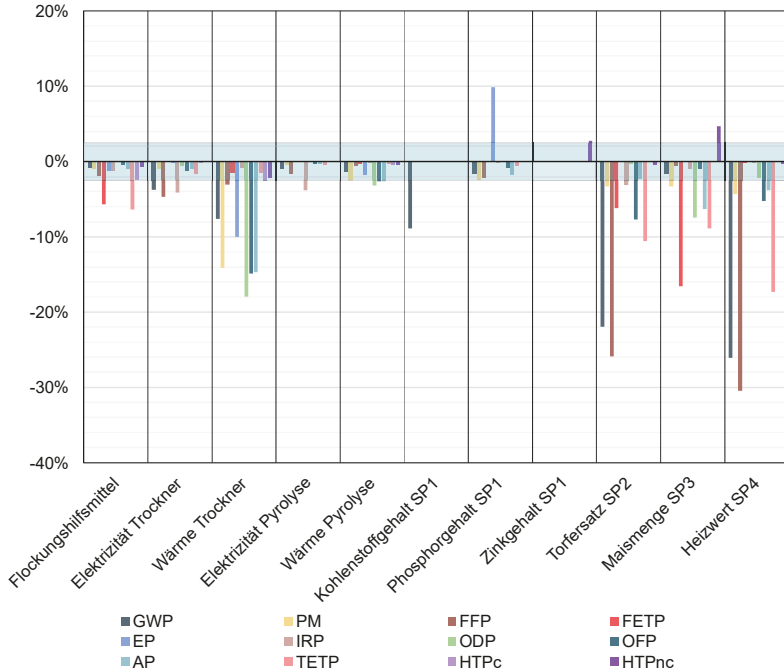 20%
10%
0%
-10%
-20%
-30%
-40%
Flockungshilfsmittel
Elektrizität Trockner
Wärme Trockner
Elektrizität Pyrolyse
Wärme Pyrolyse
Kohlenstoffgehalt SP1
Phosphorgehalt SP1
Zinkgehalt SP1
Torfersatz SP2
Maismenge SP3
Heizwert SP4
GWP PM FFP FETP
EP IRP ODP OFP
AP TETP HTPc HTPnc